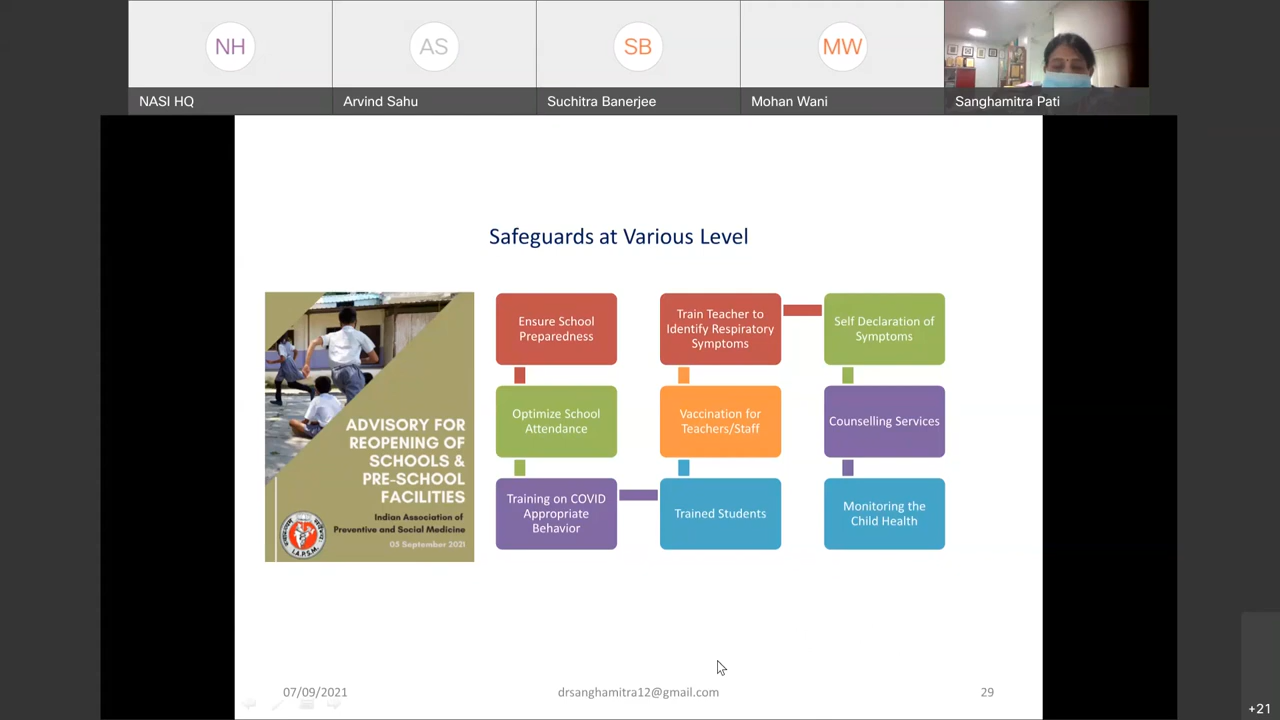 NH
AS
SB
MW
NASI HQ
Arvind Sahu
Suchitra Banerjee
Mohan Wani
Sanghamitra Pati
Safeguards at Various Level
ADVISORY FOR
REOPENING OF
SCHOOLS &
PRE-SCHOOL
FACILITIES
Indian Association of
Preventive and Social Medicine
05 September 2021
I.A.P.S.M.
Ensure School
Preparedness
Optimize School
Attendance
Training on COVID
Appropriate
Behavior
Trained Students
Vaccination for
Teachers/Staff
Train Teacher to
Identify Respiratory
Symptoms
Self Declaration of
Symptoms
Counselling Services
Monitoring the
Child Health
07/09/2021
drsanghamitra12@gmail.com
29
+21